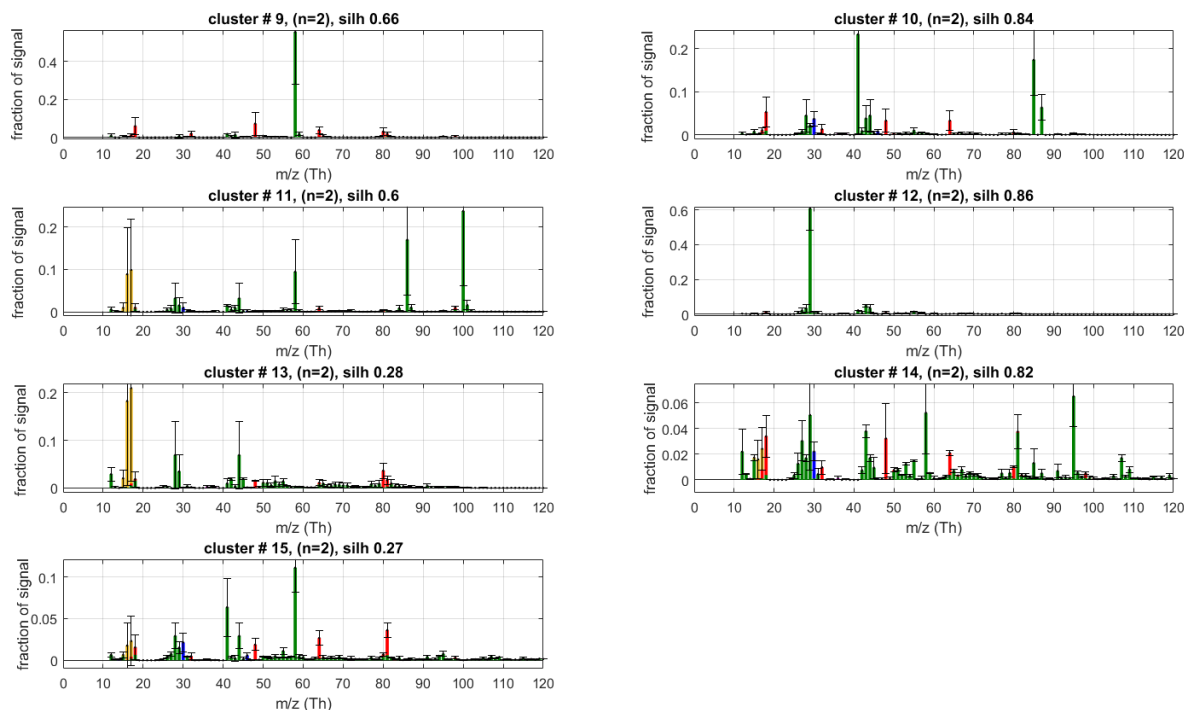 cluster # 9, (n=2), silh 0.66
fraction of signal
0.4
0.2
0
0 10 20 30 40 50 60 70 80 90 100 110 120
m/z (Th)
cluster # 10, (n=2), silh 0.84
fraction of signal
0.2
0.1
0
0 10 20 30 40 50 60 70 80 90 100 110 120
m/z (Th)
cluster # 11, (n=2), silh 0.6
fraction of signal
0.2
0.1
0
0 10 20 30 40 50 60 70 80 90 100 110 120
m/z (Th)
cluster # 12, (n=2), silh 0.86
fraction of signal
0.6
0.4
0.2
0
0 10 20 30 40 50 60 70 80 90 100 110 120
m/z (Th)
cluster # 13, (n=2), silh 0.28
fraction of signal
0.2
0.1
0
0 10 20 30 40 50 60 70 80 90 100 110 120
m/z (Th)
cluster # 14, (n=2), silh 0.82
fraction of signal
0.06
0.04
0.02
0
0 10 20 30 40 50 60 70 80 90 100 110 120
m/z (Th)
cluster # 15, (n=2), silh 0.27
fraction of signal
0.1
0.05
0
0 10 20 30 40 50 60 70 80 90 100 110 120
m/z (Th)